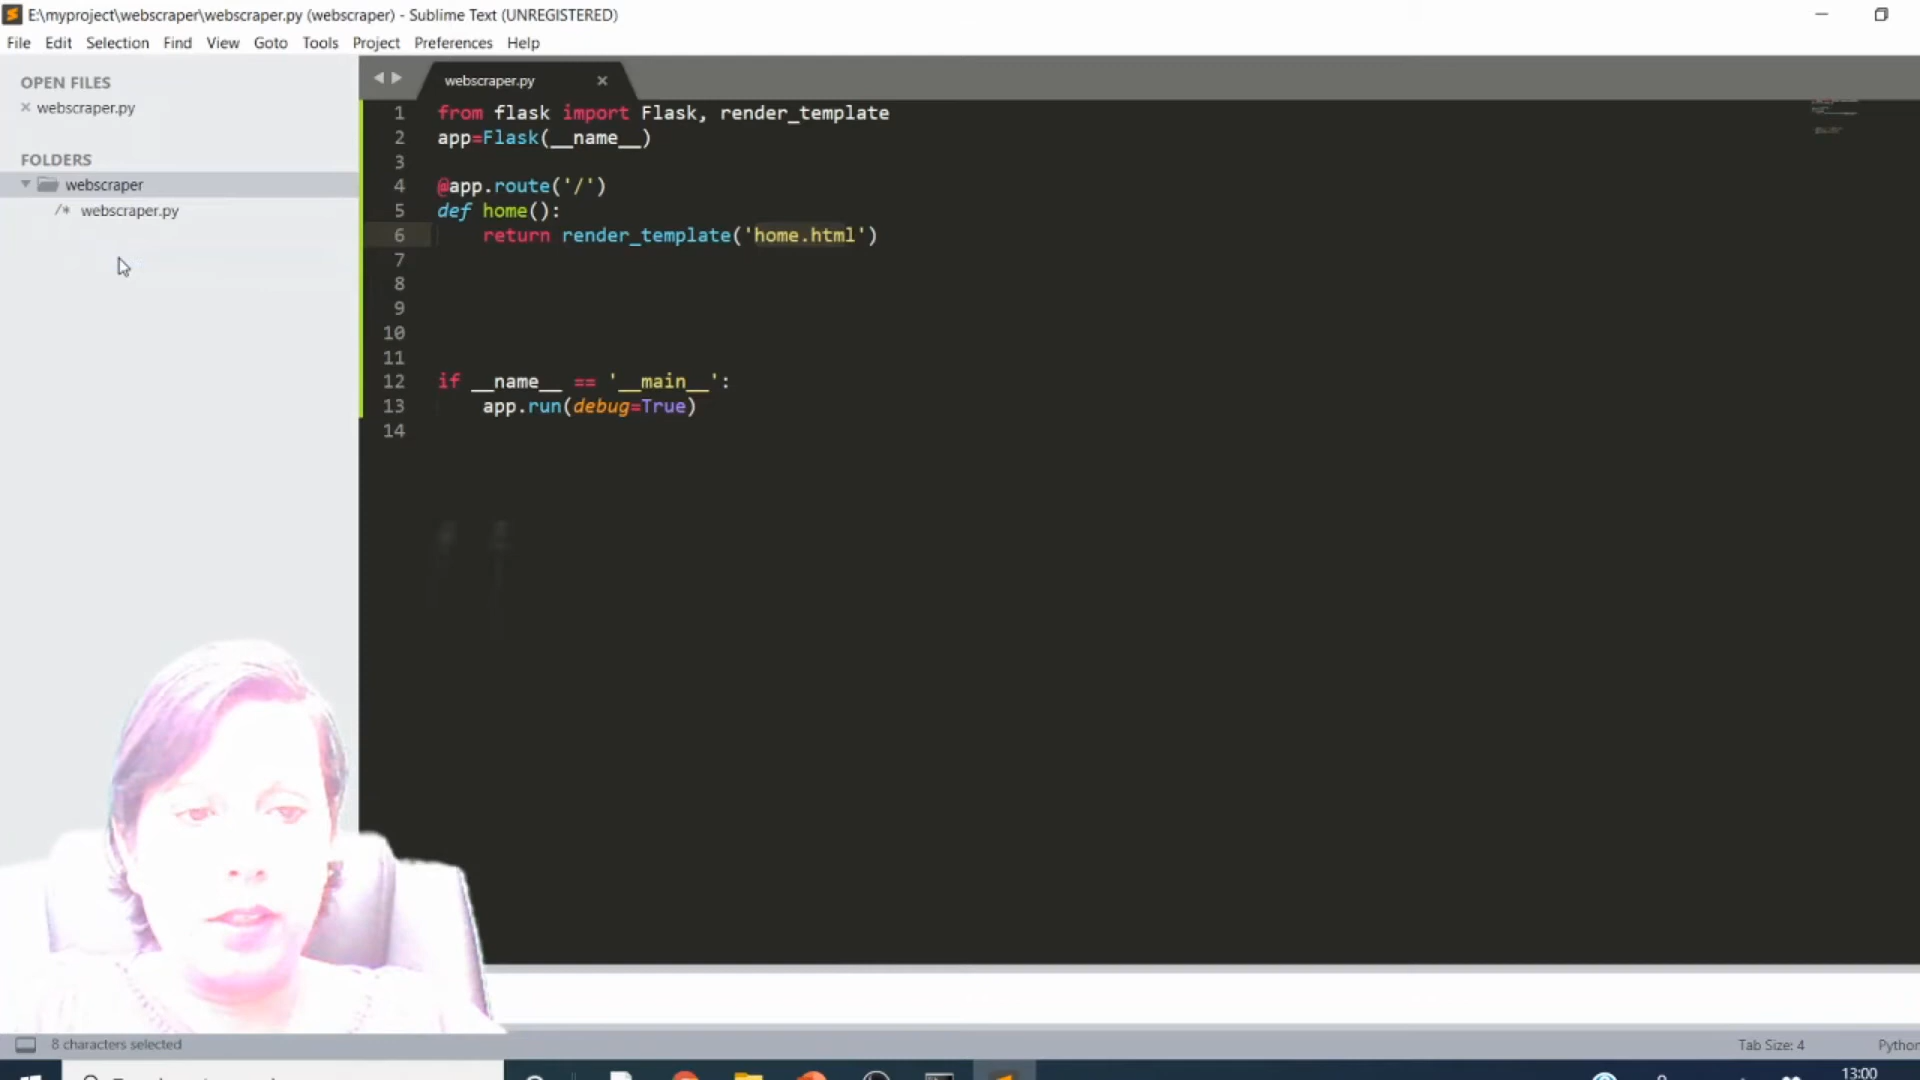 E:\myproject\webscraper\webscraper.py (webscraper) - Sublime Text (UNREGISTERED)
File Edit Selection Find View Goto Tools Project Preferences Help
OPEN FILES
webscraper.py
FOLDERS
webscraper
/* webscraper.py
webscraper.py
1 from flask import Flask, render_template
2 app=Flask(__name__)
3
4 @app.route('/')
5 def home():
6 return render_template('home.html')
7
8
9
10
11
12 if __name__ == '__main__':
13 app.run(debug=True)
14
8 characters selected
Tab Size: 4
Python
13:00